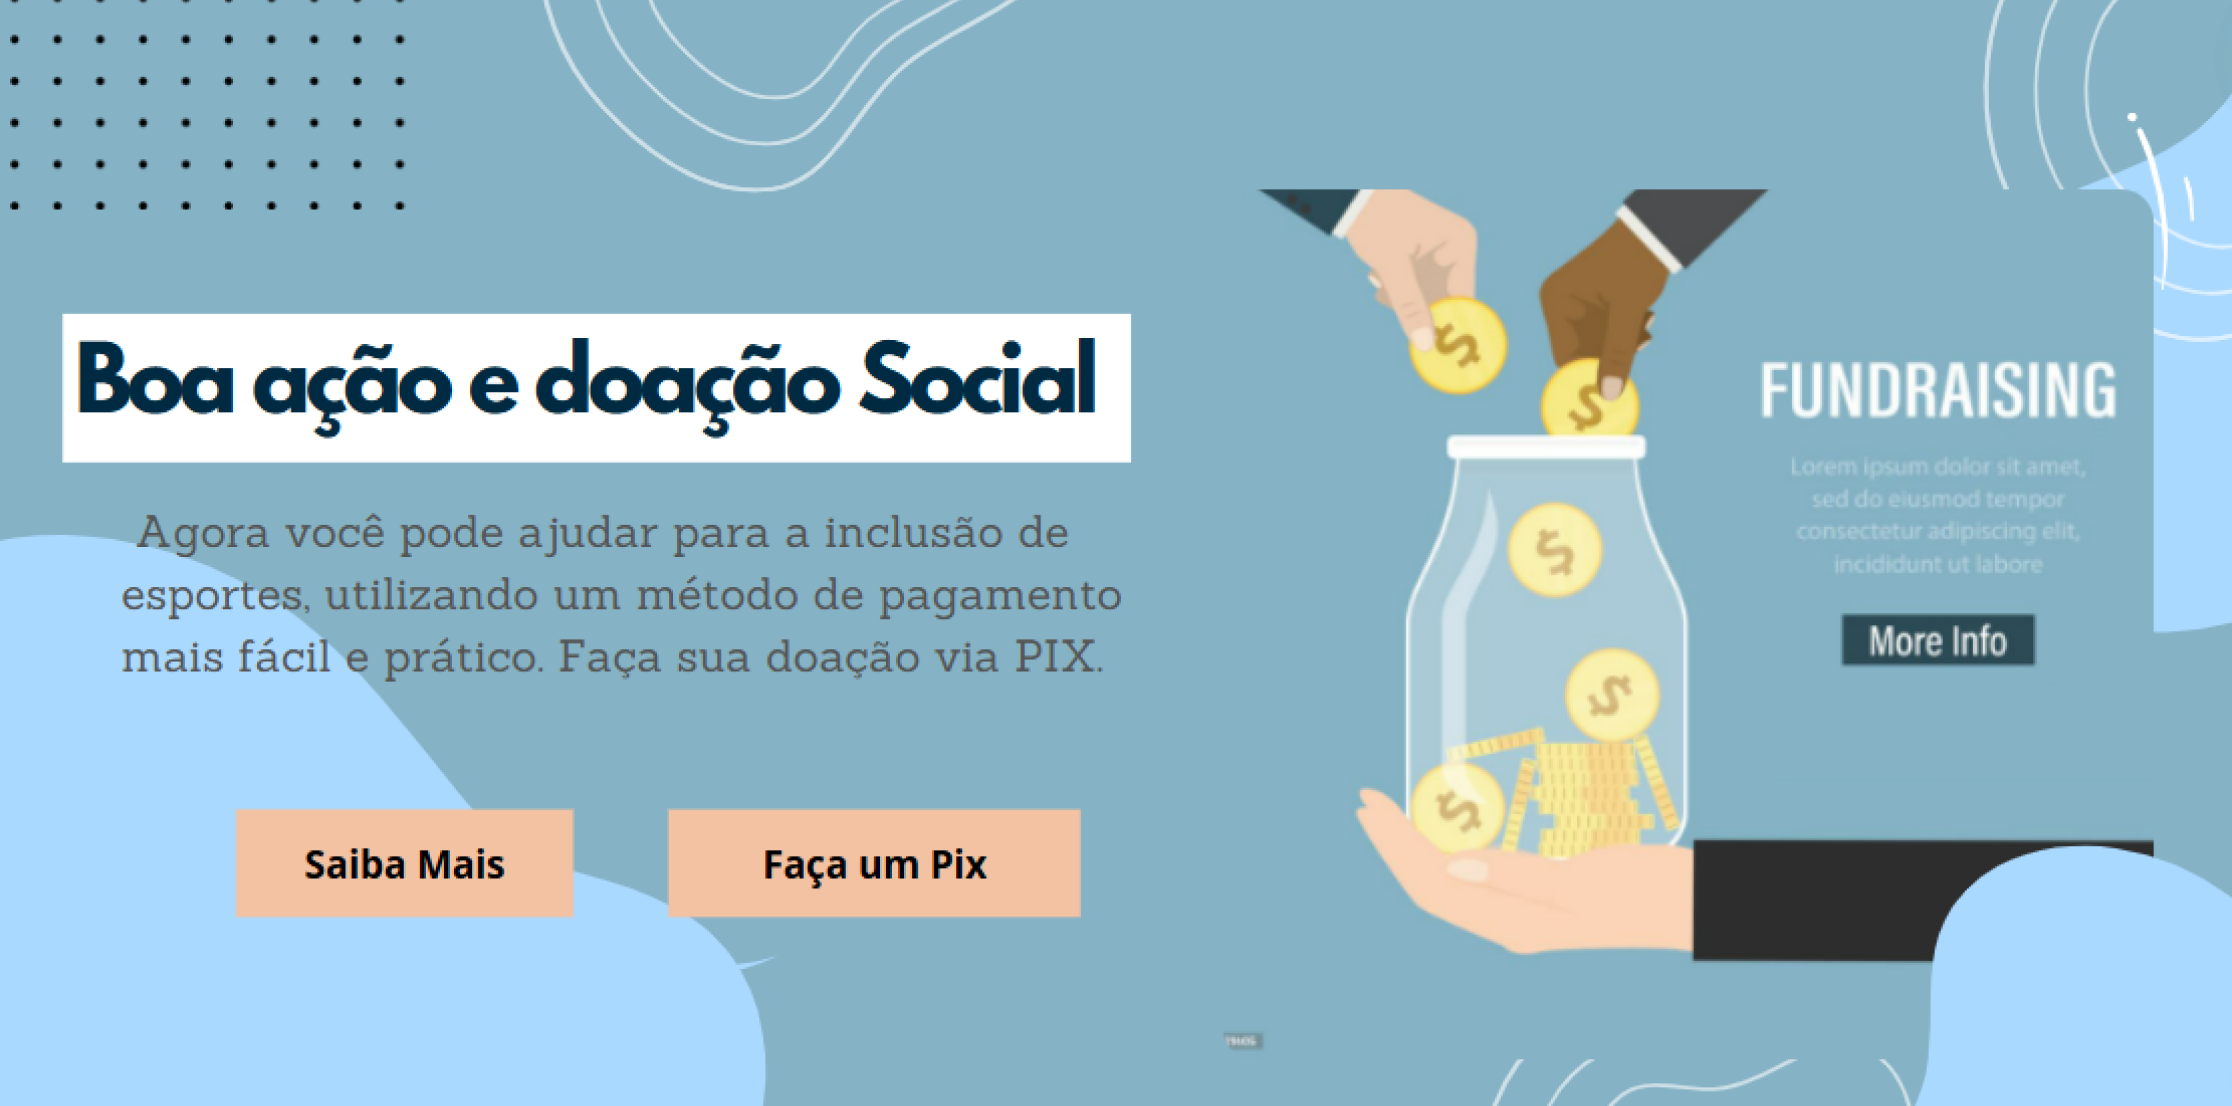 Boa ação e doação Social
Agora você pode ajudar para a inclusão de
esportes, utilizando um método de pagamento
mais fácil e prático. Faça sua doação via PIX.
Saiba Mais
Faça um Pix
FUNDRAISING
Lorem ipsum dolor sit amet,
sed do eiusmod tempor
consectetur adipiscing elit,
incididunt ut labore
More Info